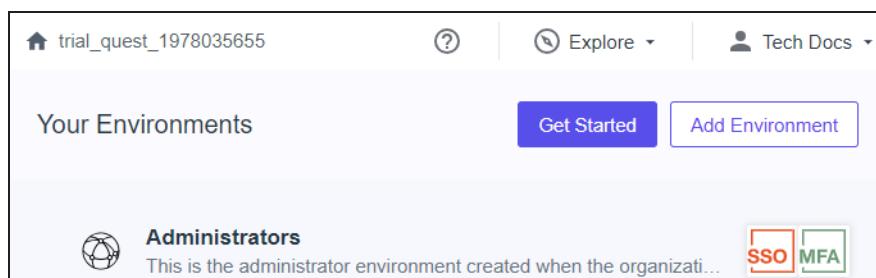 trial_quest_1978035655 Explore Tech Docs
Your Environments Get Started Add Environment
Administrators
This is the administrator environment created when the organizati...
SSO MFA